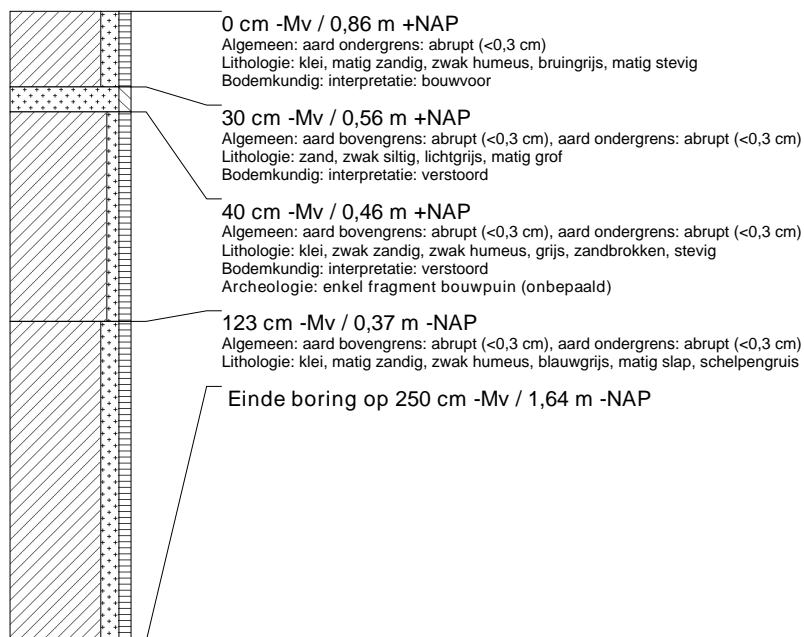 0 cm -Mv / 0,86 m +NAP
Algemeen: aard ondergrens: abrupt (<0,3 cm)
Lithologie: klei, matig zandig, zwak humeus, bruingrijs, matig stevig
Bodemkundig: interpretatie: bouwvoor
30 cm -Mv / 0,56 m +NAP
Algemeen: aard bovengrens: abrupt (<0,3 cm), aard ondergrens: abrupt (<0,3 cm)
Lithologie: zand, zwak siltig, lichtgrijs, matig grof
Bodemkundig: interpretatie: verstoord
40 cm -Mv / 0,46 m +NAP
Algemeen: aard bovengrens: abrupt (<0,3 cm), aard ondergrens: abrupt (<0,3 cm)
Lithologie: klei, zwak zandig, zwak humeus, grijs, zandbrokken, stevig
Bodemkundig: interpretatie: verstoord
Archeologie: enkel fragment bouwpuin (onbepaald)
123 cm -Mv / 0,37 m -NAP
Algemeen: aard bovengrens: abrupt (<0,3 cm), aard ondergrens: abrupt (<0,3 cm)
Lithologie: klei, matig zandig, zwak humeus, blauwgrijs, matig slap, schelpengruis
Einde boring op 250 cm -Mv / 1,64 m -NAP